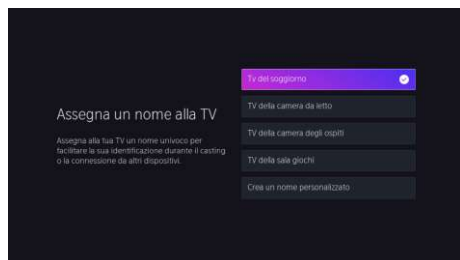 Assegna un nome alla TV
Assegna alla tua TV un nome univoco per
facilitare la sua identificazione durante il casting
o la connessione da altri dispositivi.
Tv del soggiorno
TV della camera da letto
TV della camera degli ospiti
TV della sala giochi
Crea un nome personalizzato